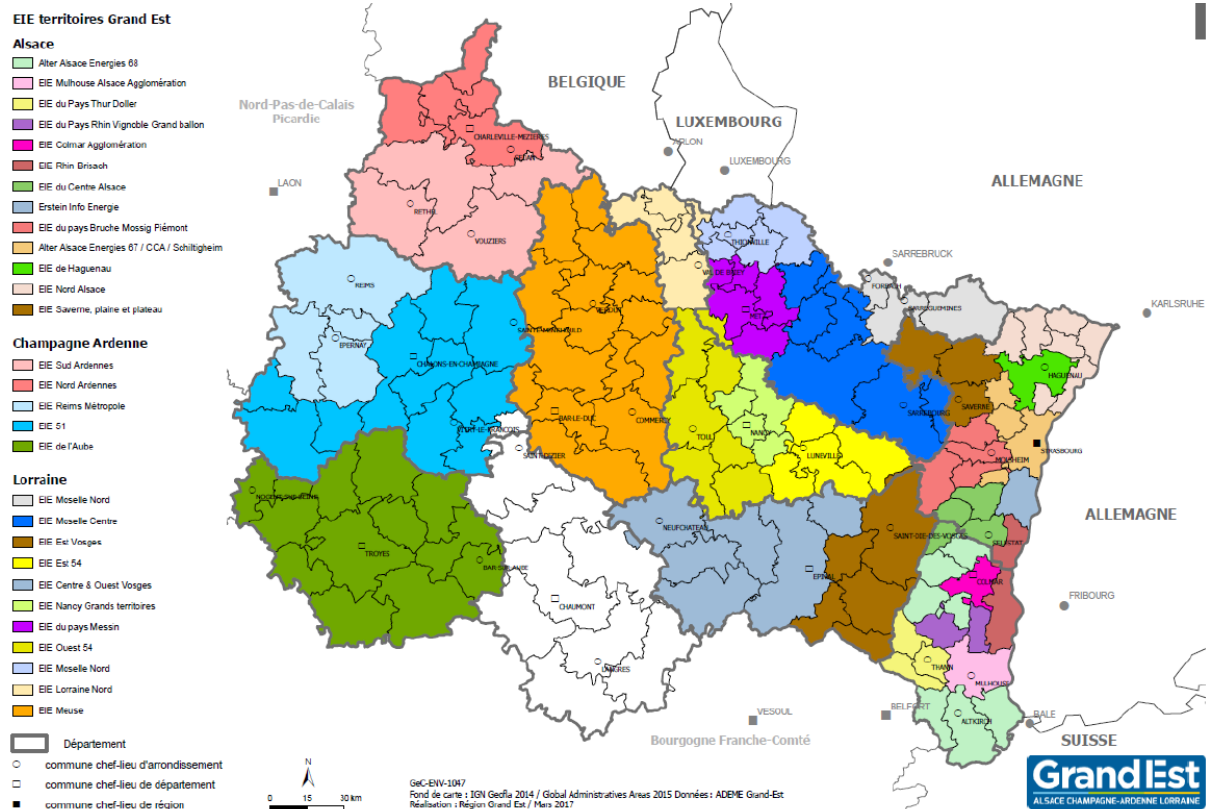 EIE territoires Grand Est
Alsace
Alter Alsace Energies 68
EIE Mulhouse Alsace Agglomération
EIE du Pays Thur Doller
EIE du Pays Rhin Vignoble Grand ballon
EIE Colmar Agglomération
EIE Rhin Brisach
EIE du Centre Alsace
Erstein Info Energie
EIE du pays Bruche Mossig Piémont
Alter Alsace Energies 67 / CCA / Schiltigheim
EIE de Haguenau
EIE Nord Alsace
EIE Saverne, plaine et plateau
Champagne Ardenne
EIE Sud Ardennes
EIE Nord Ardennes
EIE Reims Métropole
EIE 51
EIE de l'Aube
Lorraine
EIE Moselle Nord
EIE Moselle Centre
EIE Est Vosges
EIE Est 54
EIE Centre & Ouest Vosges
EIE Nancy Grands territoires
EIE du pays Messin
EIE Ouest 54
EIE Moselle Nord
EIE Lorraine Nord
EIE Meuse
Département
commune chef-lieu d'arrondissement
commune chef-lieu de département
commune chef-lieu de région
BELGIQUE
Nord-Pas-de-Calais
Picardie
LUXEMBOURG
CHARLEVILLE-MEZIERES
SEDAN
ARLON
LUXEMBOURG
LAON
ALLEMAGNE
RETHEL
VOUZIERS
THIONVILLE
SARREBRUCK
VAL DE BRIEY
FORBACH
REIMS
SARREGUEMINES
KARLSRUHE
VERDUN
METZ
SAINTE-MENEHOULD
EPERNAY
CHALONS-EN-CHAMPAGNE
HAGUENAU
SAVERNE
SARREBOURG
BAR-LE-DUC
COMMERCY
VITRY-LE-FRANCOIS
TOUL
NANCY
STRASBOURG
SAINT-DIZIER
LUNEVILLE
MOLSHEIM
NOGENT-SUR-SEINE
ALLEMAGNE
NEUFCHATEAU
SAINT-DIE-DES-VOSGES
SELESTAT
TROYES
BAR-SUR-AUBE
EPINAL
COLMAR
CHAUMONT
FRIBOURG
LANGRES
THANN
MULHOUSE
VESOUL
BELFORT
ALTKIRCH
BALE
Bourgogne Franche-Comté
SUISSE
N
0 15 30 km
GeC-ENV-1047
Fond de carte : IGN Geofla 2014 / Global Administratives Areas 2015 Données : ADEME Grand-Est
Réalisation : Région Grand Est / Mars 2017
GrandEst
ALSACE CHAMPAGNE-ARDENNE LORRAINE